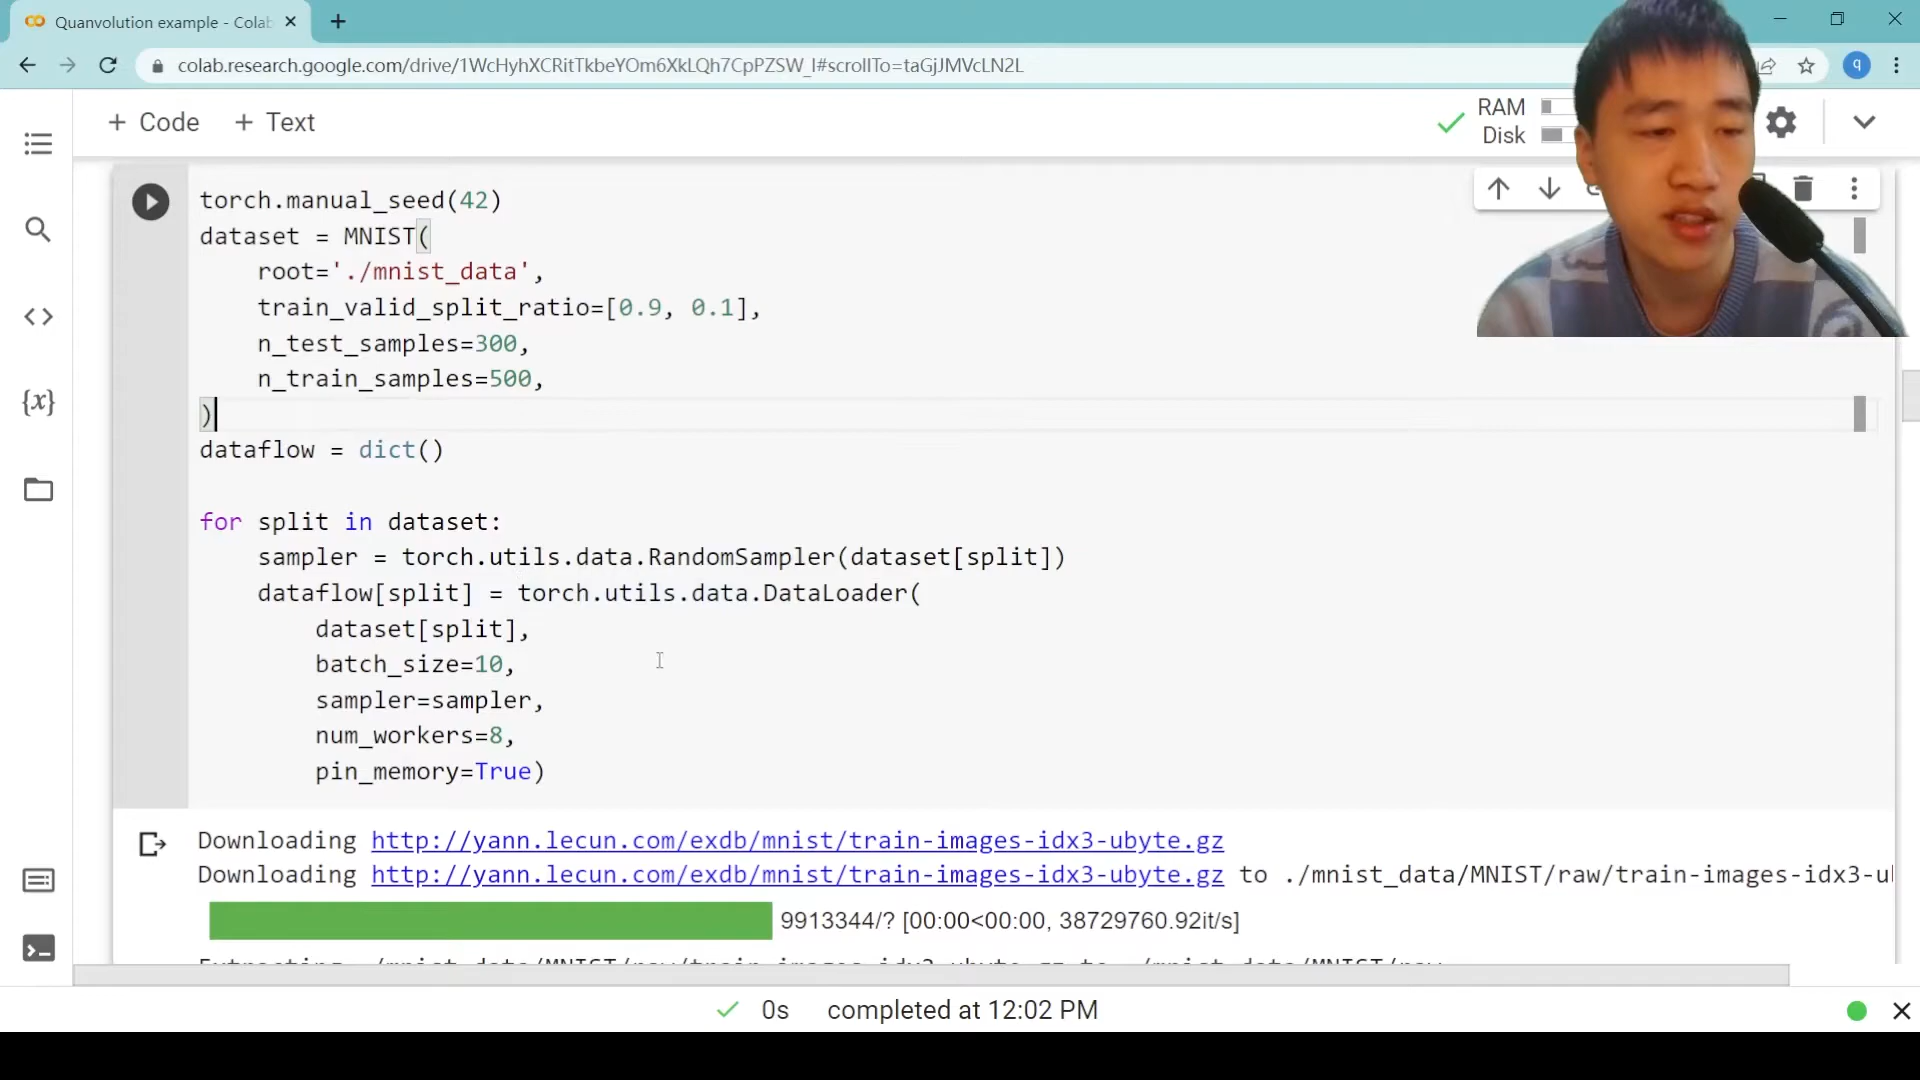 Quanvolution example - Colab
colab.research.google.com/drive/1WcHyhXCRitTkbeYOm6XkLQh7CpPZSW_I#scrollTo=taGjJMVcLN2L
q
+ Code + Text
RAM
Disk
torch.manual_seed(42)
dataset = MNIST(
root='./mnist_data',
train_valid_split_ratio=[0.9, 0.1],
n_test_samples=300,
n_train_samples=500,
)
dataflow = dict()
for split in dataset:
sampler = torch.utils.data.RandomSampler(dataset[split])
dataflow[split] = torch.utils.data.DataLoader(
dataset[split],
batch_size=10,
sampler=sampler,
num_workers=8,
pin_memory=True)
Downloading http://yann.lecun.com/exdb/mnist/train-images-idx3-ubyte.gz
Downloading http://yann.lecun.com/exdb/mnist/train-images-idx3-ubyte.gz to ./mnist_data/MNIST/raw/train-images-idx3-u
9913344/? [00:00<00:00, 38729760.92it/s]
0s completed at 12:02 PM